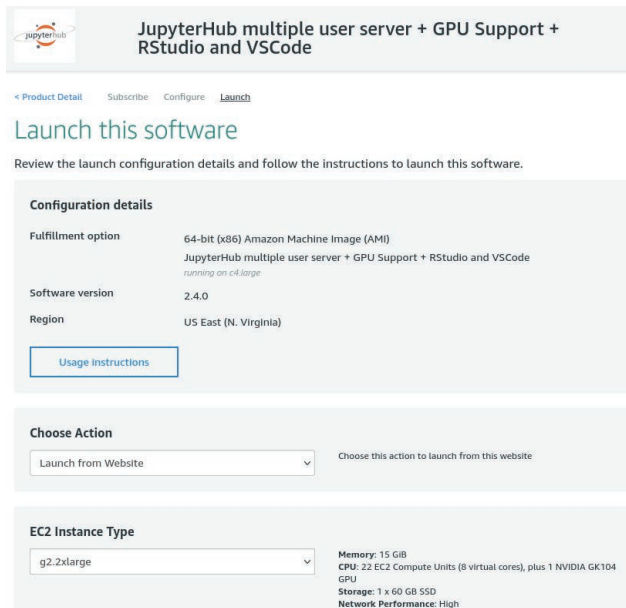 jupyterhub
JupyterHub multiple user server + GPU Support +
RStudio and VSCode
< Product Detail Subscribe Configure Launch
Launch this software
Review the launch configuration details and follow the instructions to launch this software.
Configuration details
Fulfillment option 64-bit (x86) Amazon Machine Image (AMI)
JupyterHub multiple user server + GPU Support + RStudio and VSCode
running on c4.large
Software version 2.4.0
Region US East (N. Virginia)
Usage instructions
Choose Action
Launch from Website Choose this action to launch from this website
EC2 Instance Type
g2.2xlarge Memory: 15 GiB
CPU: 22 EC2 Compute Units (8 virtual cores), plus 1 NVIDIA GK104
GPU
Storage: 1 x 60 GB SSD
Network Performance: High